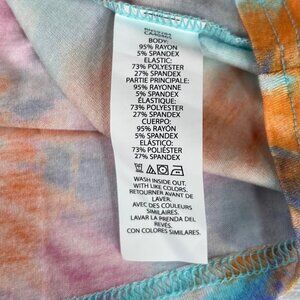 BODY:
95% RAYON
5% SPANDEX
ELASTIC:
73% POLYESTER
27% SPANDEX
PARTIE PRINCIPALE:
95% RAYONNE
5% SPANDEX
ÉLASTIQUE:
73% POLYESTER
27% SPANDEX
CUERPO:
95% RAYÓN
5% SPANDEX
ELÁSTICO:
73% POLIÉSTER
27% SPANDEX
WASH INSIDE OUT.
WITH LIKE COLORS.
RETOURNER AVANT DE
LAVER.
AVEC DES COULEURS
SIMILAIRES.
LAVAR LA PRENDA DEL
REVÉS.
CON COLORES SIMILARES.